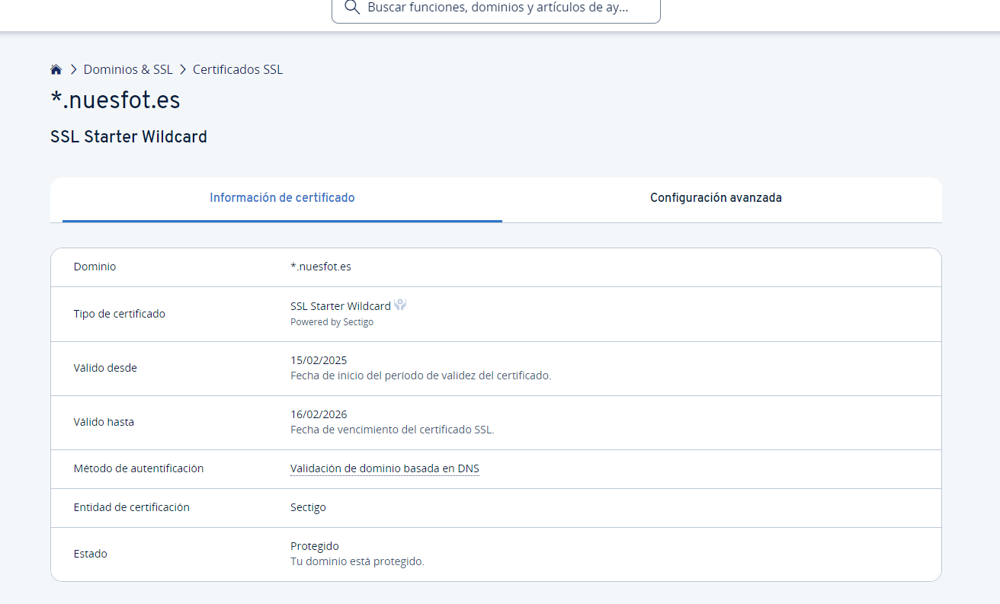 Buscar funciones, dominios y artículos de ay...
Dominios & SSL > Certificados SSL
*.nuesfot.es
SSL Starter Wildcard
Información de certificado
Configuración avanzada
Dominio
*.nuesfot.es
Tipo de certificado
SSL Starter Wildcard
Powered by Sectigo
Válido desde
15/02/2025
Fecha de inicio del período de validez del certificado.
Válido hasta
16/02/2026
Fecha de vencimiento del certificado SSL.
Método de autentificación
Validación de dominio basada en DNS
Entidad de certificación
Sectigo
Estado
Protegido
Tu dominio está protegido.